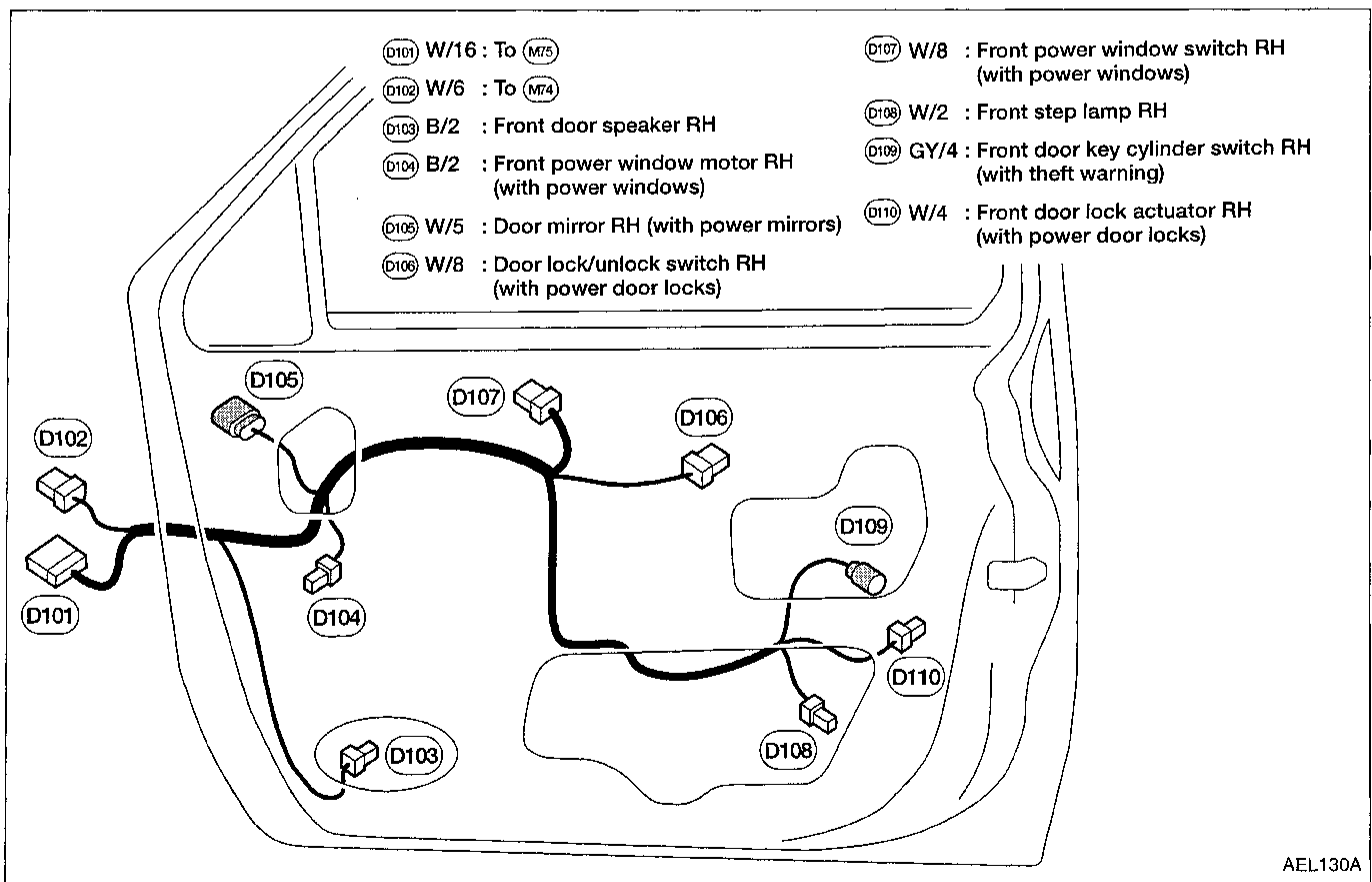 D101 W/16 : To M75
D102 W/6 : To M74
D103 B/2 : Front door speaker RH
D104 B/2 : Front power window motor RH
(with power windows)
D105 W/5 : Door mirror RH (with power mirrors)
D106 W/8 : Door lock/unlock switch RH
(with power door locks)
D107 W/8 : Front power window switch RH
(with power windows)
D108 W/2 : Front step lamp RH
D109 GY/4 : Front door key cylinder switch RH
(with theft warning)
D110 W/4 : Front door lock actuator RH
(with power door locks)
D105
D107
D106
D102
D109
D101
D104
D110
D103
D108
AEL130A